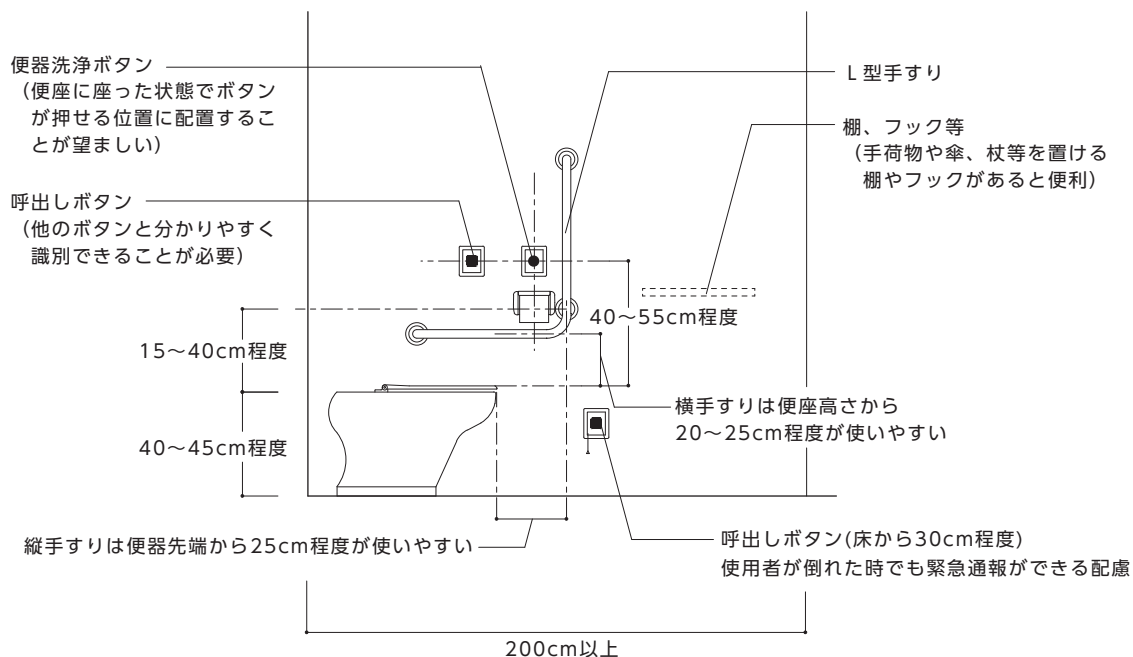 便器洗浄ボタン
（便座に座った状態でボタン
が押せる位置に配置するこ
とが望ましい）
呼出しボタン
（他のボタンと分かりやすく
識別できることが必要）
L型手すり
棚、フック等
（手荷物や傘、杖等を置ける
棚やフックがあると便利）
40～55cm程度
15～40cm程度
40～45cm程度
横手すりは便座高さから
20～25cm程度が使いやすい
縦手すりは便器先端から25cm程度が使いやすい
呼出しボタン(床から30cm程度)
使用者が倒れた時でも緊急通報ができる配慮
200cm以上